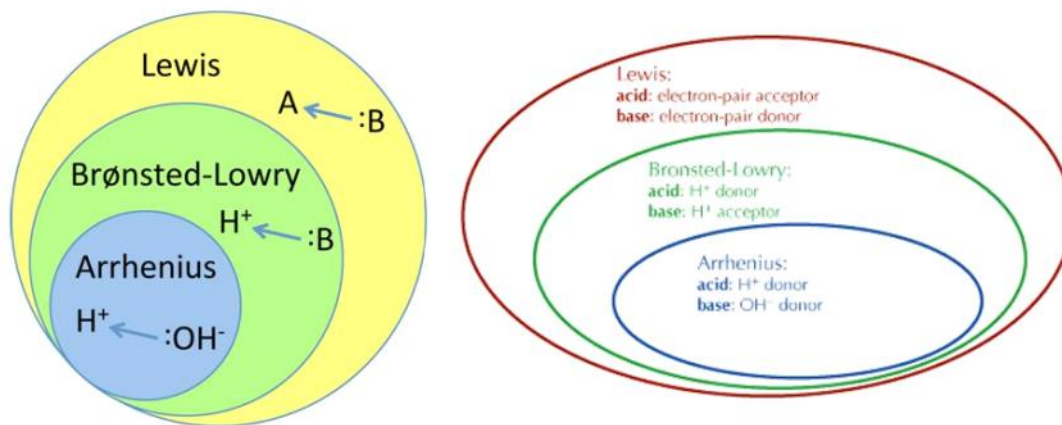 Lewis
A
:B
Brønsted-Lowry
H⁺
:B
Arrhenius
H⁺
:OH⁻
Lewis:
acid: electron-pair acceptor
base: electron-pair donor
Bronsted-Lowry:
acid: H⁺ donor
base: H⁺ acceptor
Arrhenius:
acid: H⁺ donor
base: OH⁻ donor